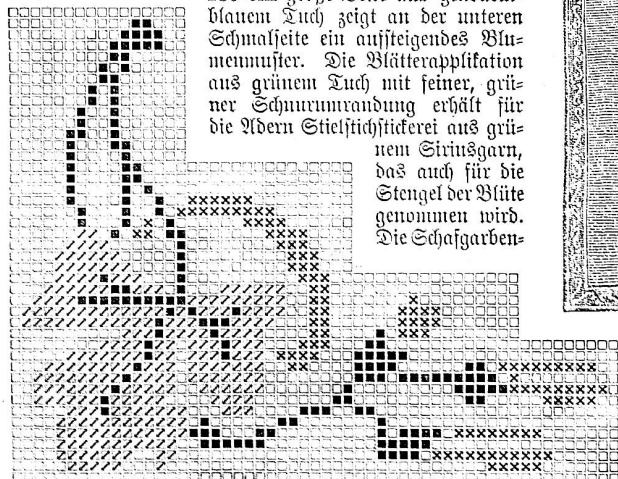 blauem Tuch zeigt an der unteren
Schmalseite ein aufsteigendes Blu-
menmuster. Die Blätterapplikation
aus grünem Tuch mit feiner, grü-
ner Schnurumrandung erhält für
die Adern Stielstichstickerei aus grü-
nem Siriusgarn,
das auch für die
Stengel der Blüte
genommen wird.
Die Schafgarben-